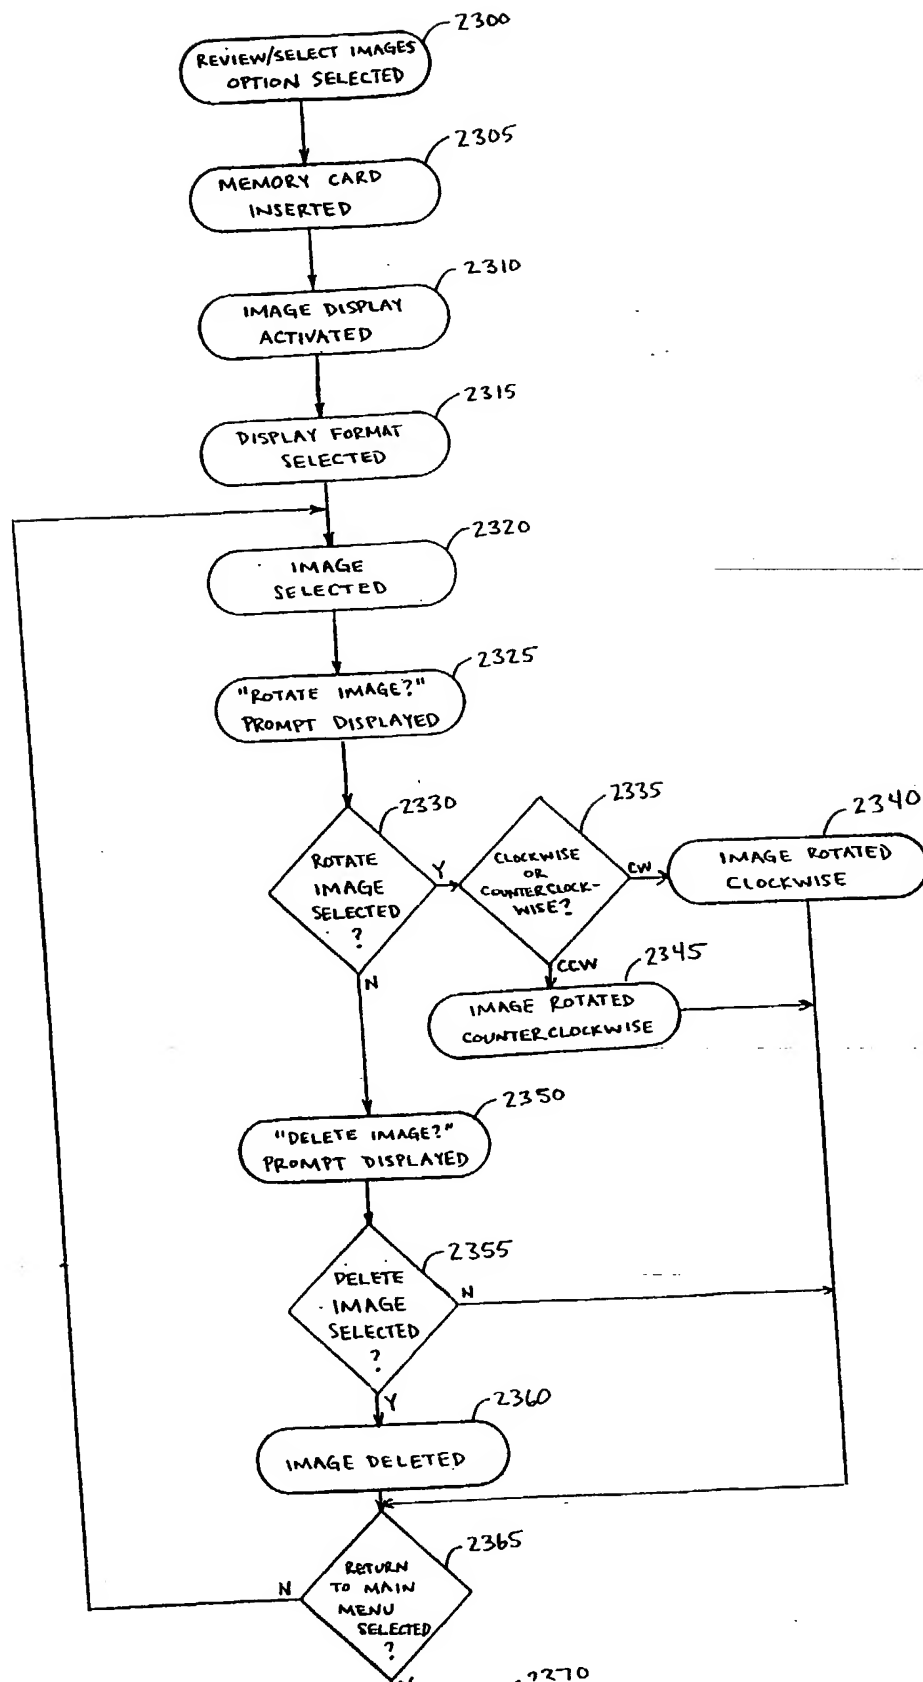 2300
REVIEW/SELECT IMAGES
OPTION SELECTED
2305
MEMORY CARD
INSERTED
2310
IMAGE DISPLAY
ACTIVATED
2315
DISPLAY FORMAT
SELECTED
2320
IMAGE
SELECTED
2325
"ROTATE IMAGE?"
PROMPT DISPLAYED
2330
ROTATE
IMAGE
SELECTED
?
Y
N
2335
CLOCKWISE
OR
COUNTERCLOCK-
WISE?
CW
CCW
2340
IMAGE ROTATED
CLOCKWISE
2345
IMAGE ROTATED
COUNTERCLOCKWISE
2350
"DELETE IMAGE?"
PROMPT DISPLAYED
2355
DELETE
IMAGE
SELECTED
?
N
Y
2360
IMAGE DELETED
2365
RETURN
TO MAIN
MENU
SELECTED
?
N
2370